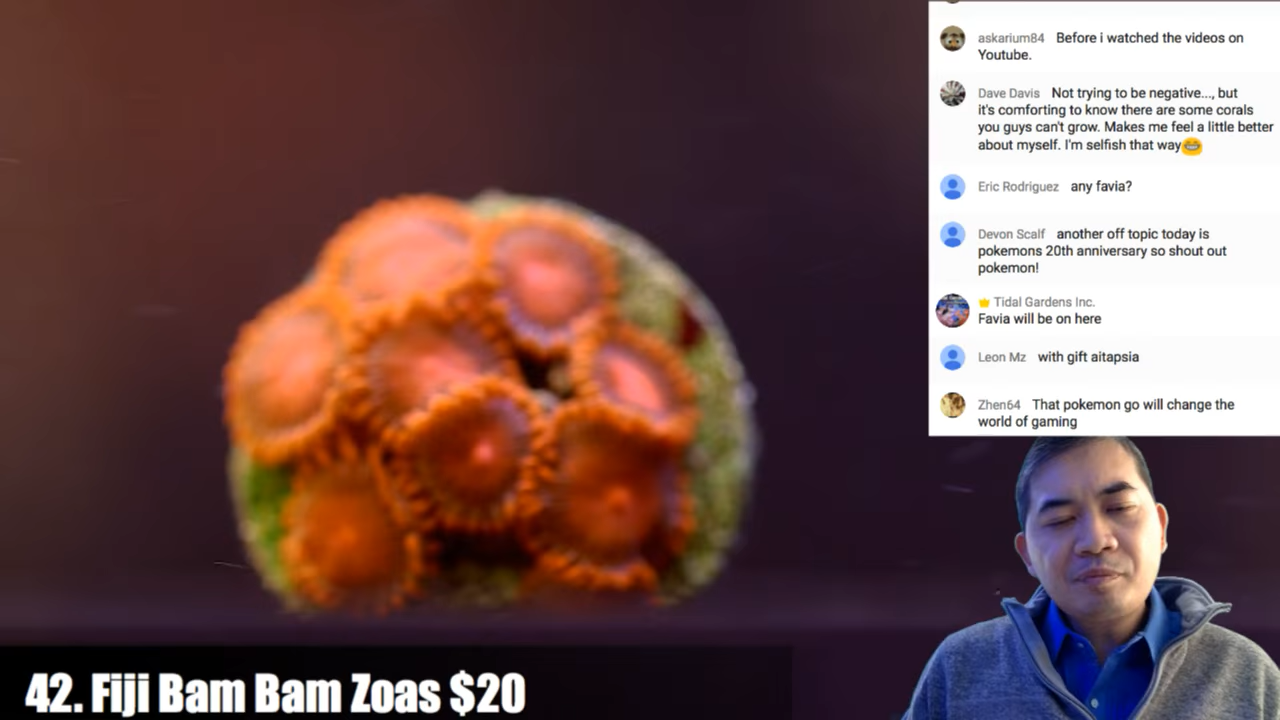 askarium84 Before i watched the videos on
Youtube.
Dave Davis Not trying to be negative..., but
it's comforting to know there are some corals
you guys can't grow. Makes me feel a little better
about myself. I'm selfish that way😁
Eric Rodriguez any favia?
Devon Scalf another off topic today is
pokemons 20th anniversary so shout out
pokemon!
Tidal Gardens Inc.
Favia will be on here
Leon Mz with gift aitapsia
Zhen64 That pokemon go will change the
world of gaming
42. Fiji Bam Bam Zoas $20